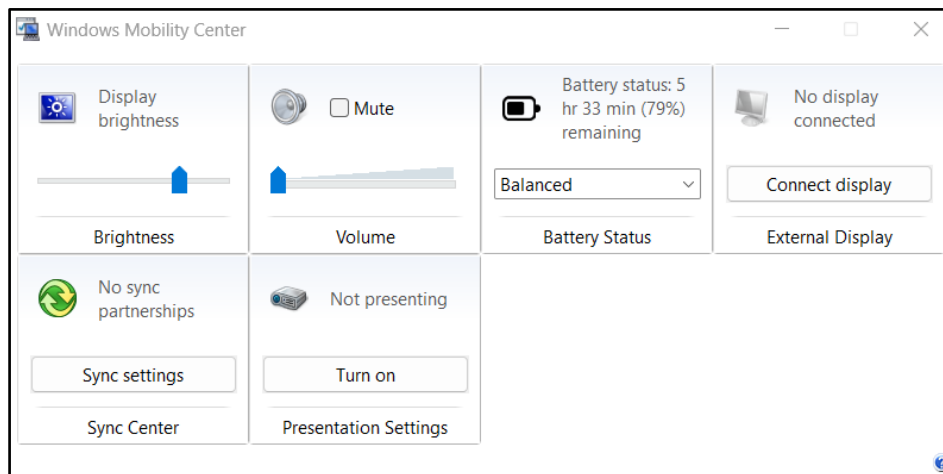 Windows Mobility Center
Display
brightness
Brightness
Mute
Volume
Battery status: 5
hr 33 min (79%)
remaining
Balanced
Battery Status
No display
connected
Connect display
External Display
No sync
partnerships
Sync settings
Sync Center
Not presenting
Turn on
Presentation Settings